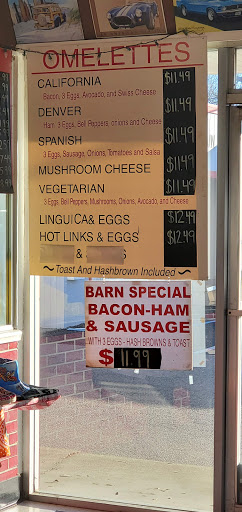 OMELETTES
CALIFORNIA $11.49
Bacon, 3 Eggs, Avocado, and Swiss Cheese
DENVER $11.49
Ham, 3 Eggs, Bell Peppers, onions and Cheese
SPANISH $11.49
3 Eggs, Sausage, Onions, Tomatoes and Salsa
MUSHROOM CHEESE $11.49
VEGETARIAN $11.49
3 Eggs, Bell Peppers, Mushrooms, Onions, Avocado, and Cheese
LINGUICA & EGGS $12.49
HOT LINKS & EGGS $12.49
&
~ Toast And Hashbrown Included ~
BARN SPECIAL
BACON-HAM
& SAUSAGE
WITH 3 EGGS - HASH BROWNS & TOAST
$11.99